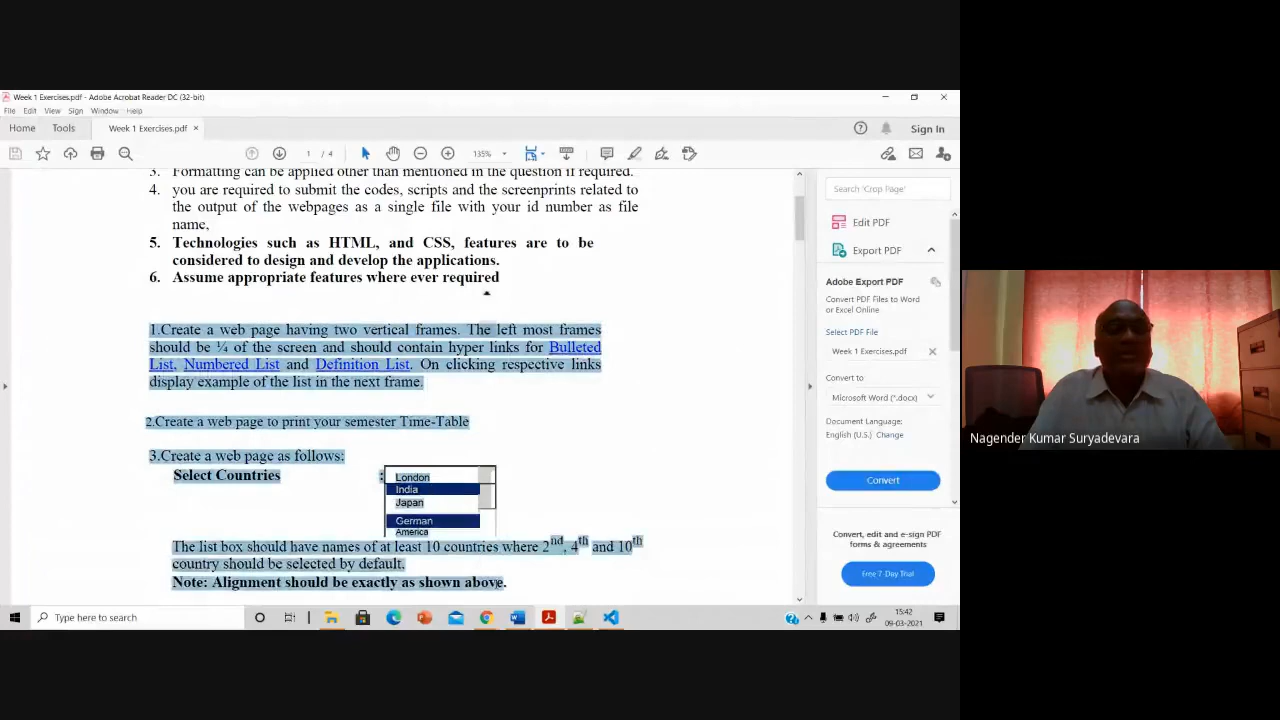 Week 1 Exercises.pdf - Adobe Acrobat Reader DC (32-bit)
File Edit View Sign Window Help
Home Tools Week 1 Exercises.pdf × Sign In
1 / 4 135%
3. Formatting can be applied other than mentioned in the question if required.
4. you are required to submit the codes, scripts and the screenprints related to
the output of the webpages as a single file with your id number as file
name,
5. Technologies such as HTML, and CSS, features are to be
considered to design and develop the applications.
6. Assume appropriate features where ever required
1.Create a web page having two vertical frames. The left most frames
should be ¼ of the screen and should contain hyper links for Bulleted
List, Numbered List and Definition List. On clicking respective links
display example of the list in the next frame.
2.Create a web page to print your semester Time-Table
3.Create a web page as follows:
Select Countries :
London
India
Japan
German
America
The list box should have names of at least 10 countries where 2nd, 4th and 10th
country should be selected by default.
Note: Alignment should be exactly as shown above.
Search 'Crop Page'
Edit PDF
Export PDF
Adobe Export PDF
Convert PDF Files to Word
or Excel Online
Select PDF File
Week 1 Exercises.pdf
Convert to
Microsoft Word (*.docx)
Document Language:
English (U.S.) Change
Convert
Convert, edit and e-sign PDF
forms & agreements
Free 7-Day Trial
Type here to search
15:42
09-03-2021
Nagender Kumar Suryadevara